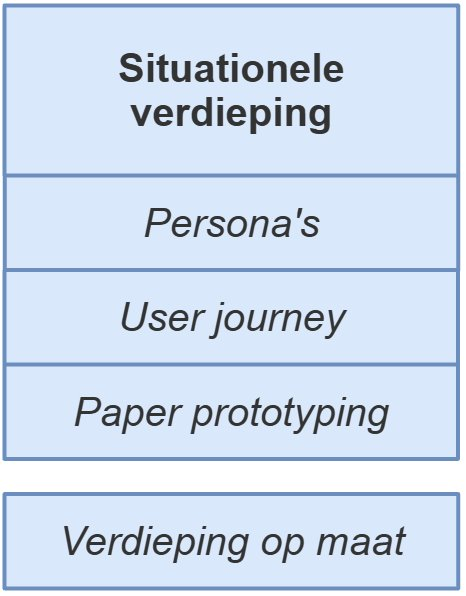 Situationele
verdieping
Persona's
User journey
Paper prototyping
Verdieping op maat